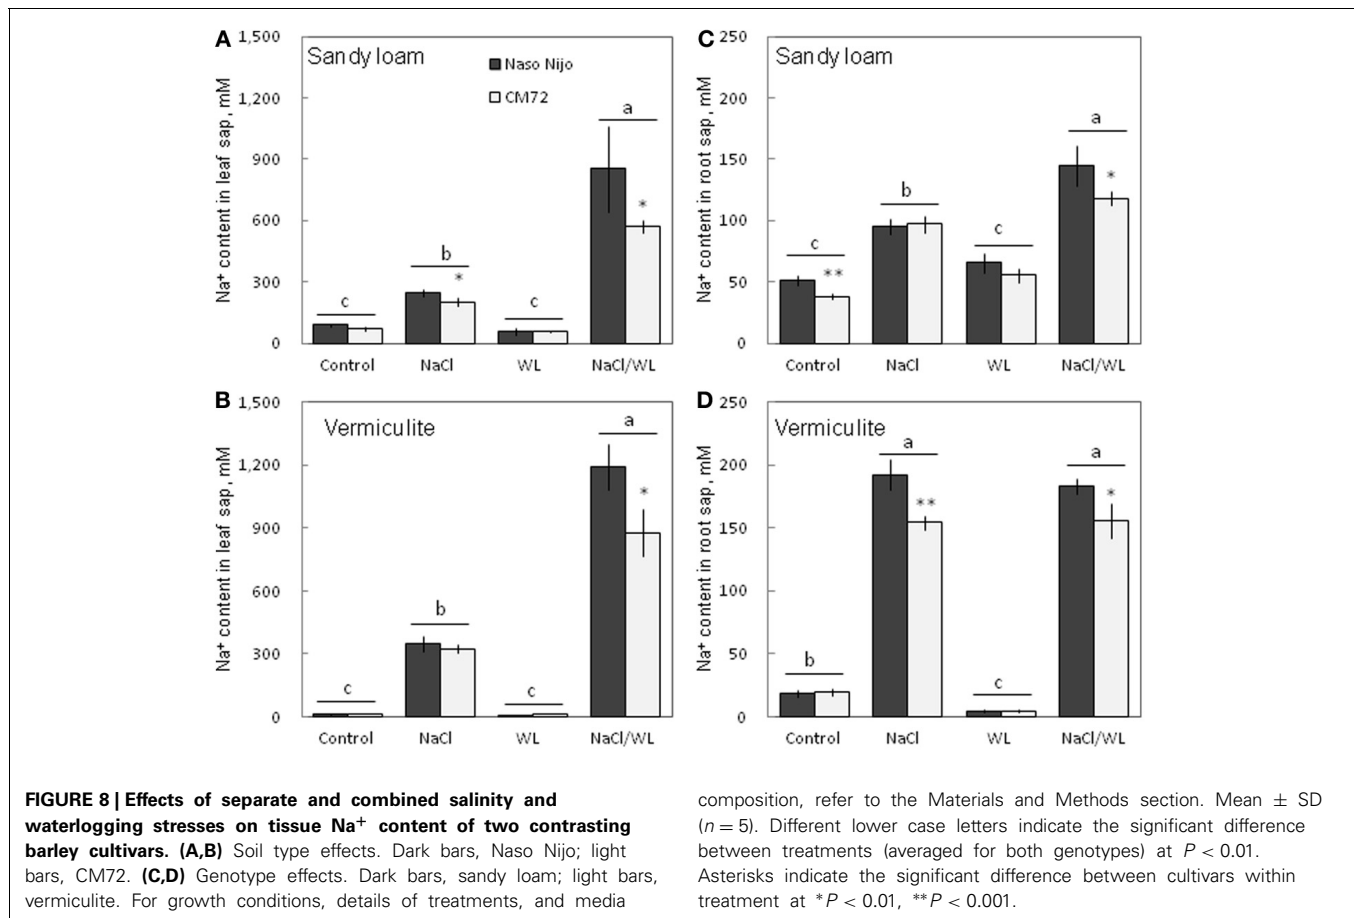 A
1,500
1,200
900
600
300
0
Na⁺ content in leaf sap, mM
Sandy loam
Naso Nijo
CM72
c
b
*
c
a
*
Control NaCl WL NaCl/WL
C
250
200
150
100
50
0
Na⁺ content in root sap, mM
Sandy loam
c
**
b
c
a
*
Control NaCl WL NaCl/WL
B
1,500
1,200
900
600
300
0
Na⁺ content in leaf sap, mM
Vermiculite
c
b
c
a
*
Control NaCl WL NaCl/WL
D
250
200
150
100
50
0
Na⁺ content in root sap, mM
Vermiculite
b
a
**
c
a
*
Control NaCl WL NaCl/WL
FIGURE 8 | Effects of separate and combined salinity and
waterlogging stresses on tissue Na⁺ content of two contrasting
barley cultivars. (A,B) Soil type effects. Dark bars, Naso Nijo; light
bars, CM72. (C,D) Genotype effects. Dark bars, sandy loam; light bars,
vermiculite. For growth conditions, details of treatments, and media
composition, refer to the Materials and Methods section. Mean ± SD
(n = 5). Different lower case letters indicate the significant difference
between treatments (averaged for both genotypes) at P < 0.01.
Asterisks indicate the significant difference between cultivars within
treatment at *P < 0.01, **P < 0.001.